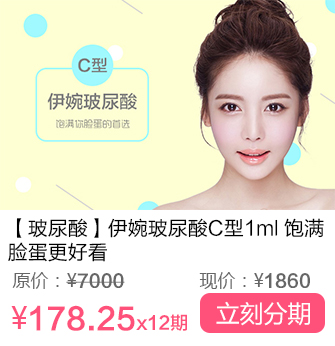 C型
伊婉玻尿酸
饱满你脸蛋的首选
【玻尿酸】伊婉玻尿酸C型1ml 饱满
脸蛋更好看
原价：¥7000 现价：¥1860
¥178.25x12期 立刻分期